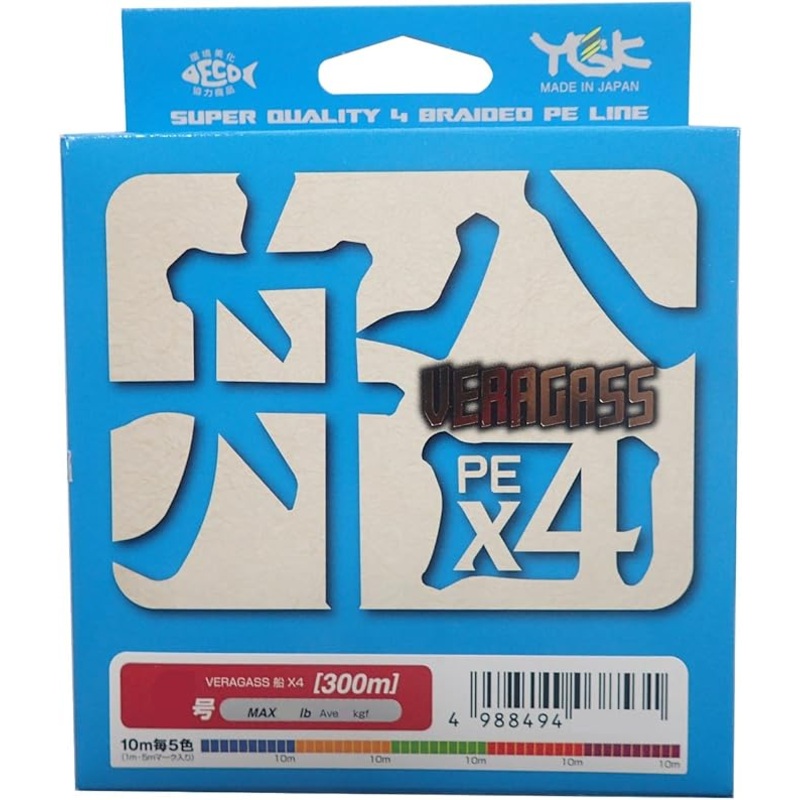 環境美化
ECO
協力商品
YGK
MADE IN JAPAN
SUPER QUALITY 4 BRAIDED PE LINE
船
VERAGASS
PE
X4
VERAGASS 船 X4 [300m]
号 MAX lb Ave kgf
4 988494
10m毎5色
(1m・5mマーク入り)
10m 10m 10m 10m 10m